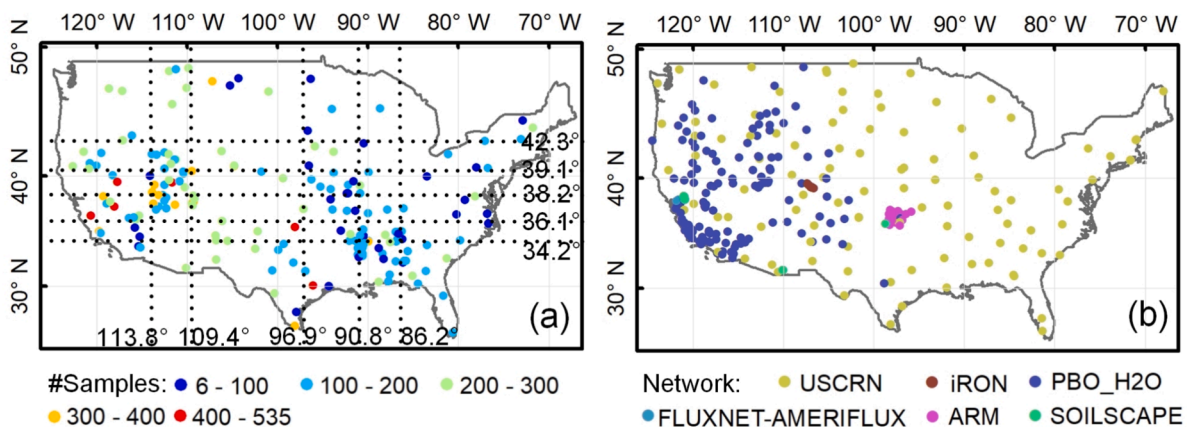 120° W 110° W 100° W 90° W 80° W 70° W
50° N
40° N
30° N
42.3°
39.1°
38.2°
36.1°
34.2°
113.8° 109.4° 96.9° 90.8° 86.2°
(a)
#Samples: 6 - 100 100 - 200 200 - 300
300 - 400 400 - 535
120° W 110° W 100° W 90° W 80° W 70° W
50° N
40° N
30° N
(b)
Network: USCRN iRON PBO_H2O
FLUXNET-AMERIFLUX ARM SOILSCAPE